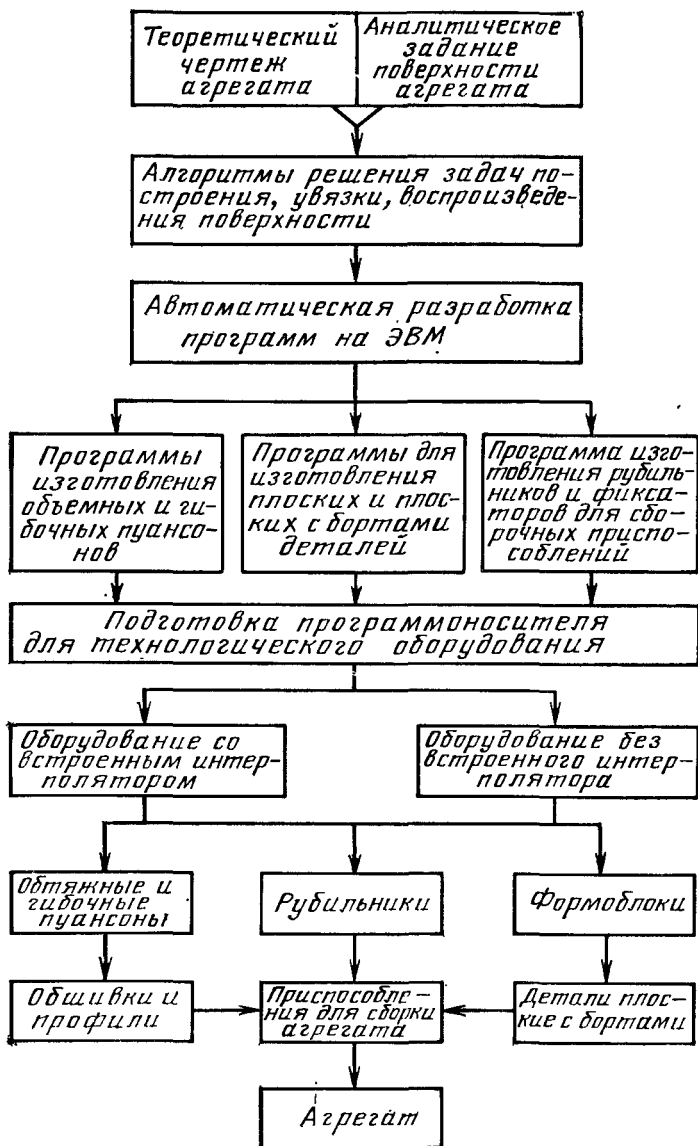 Теоретический
чертеж
агрегата
Аналитическое
задание
поверхности
агрегата
Алгоритмы решения задач по-
строения, увязки, воспроизведе-
ния поверхности
Автоматическая разработка
программ на ЭВМ
Программы
изготовления
объемных и ги-
бочных пуансо-
нов
Программы для
изготовления
плоских и плос-
ких с бортами
деталей
Программа изго-
товления рубиль-
ников и фикса-
торов для сбо-
рочных приспо-
соблений
Подготовка программоносителя
для технологического оборудования
Оборудование со
встроенным интер-
полятором
Оборудование без
встроенного интер-
полятора
Обтяжные и
гибочные
пуансоны
Рубильники
Формоблоки
Обшивки и
профили
Приспособле-
ния для сборки
агрегата
Детали плос-
кие с бортами
Агрегат